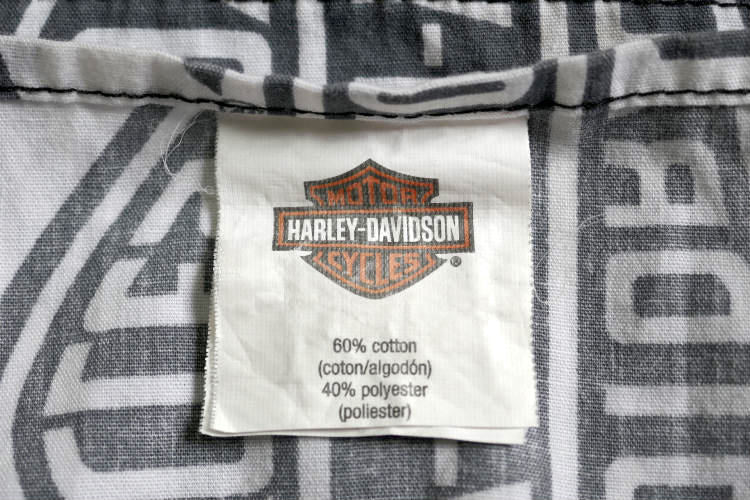 MOTOR
HARLEY-DAVIDSON
CYCLES
®
60% cotton
(coton/algodón)
40% polyester
(poliester)